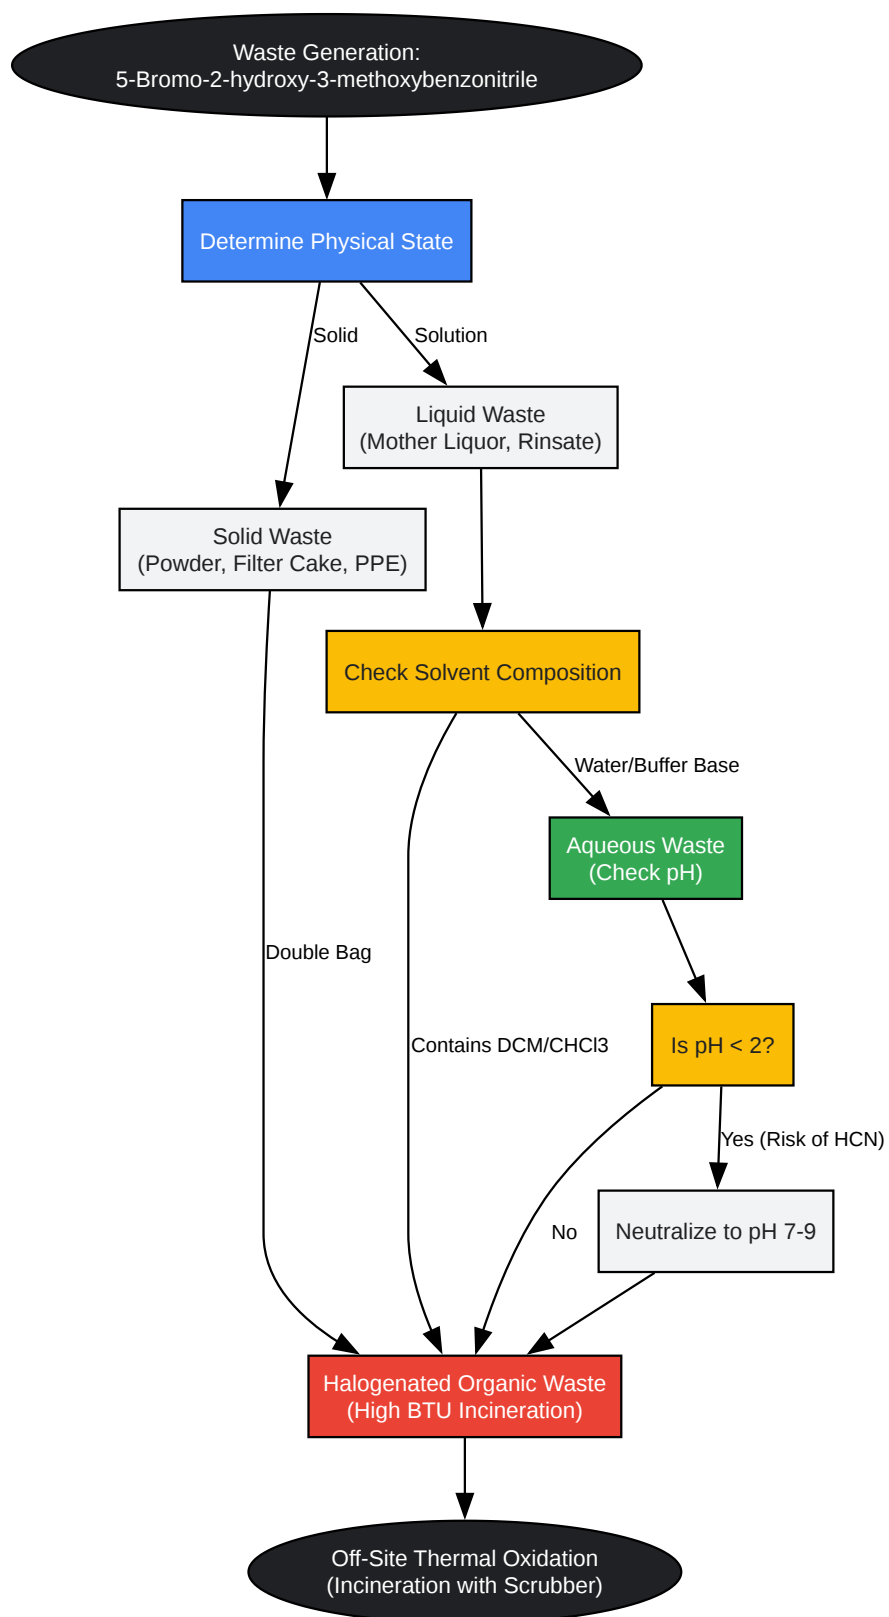 Waste Generation:
5-Bromo-2-hydroxy-3-methoxybenzonitrile
Determine Physical State
Solid
Solution
Liquid Waste
(Mother Liquor, Rinsate)
Solid Waste
(Powder, Filter Cake, PPE)
Check Solvent Composition
Water/Buffer Base
Aqueous Waste
(Check pH)
Double Bag
Contains DCM/CHCl3
Is pH < 2?
Yes (Risk of HCN)
No
Neutralize to pH 7-9
Halogenated Organic Waste
(High BTU Incineration)
Off-Site Thermal Oxidation
(Incineration with Scrubber)